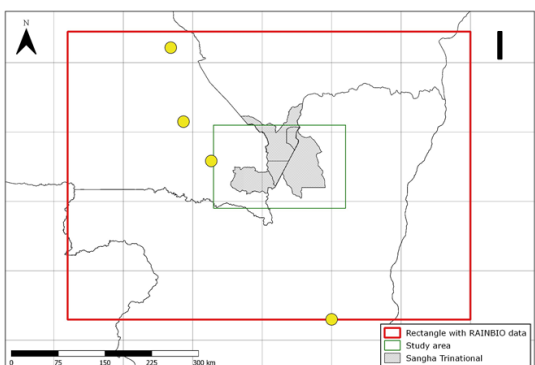 N
Rectangle with RAINBIO data
Study area
Sangha Trinational
0 75 150 225 300 km